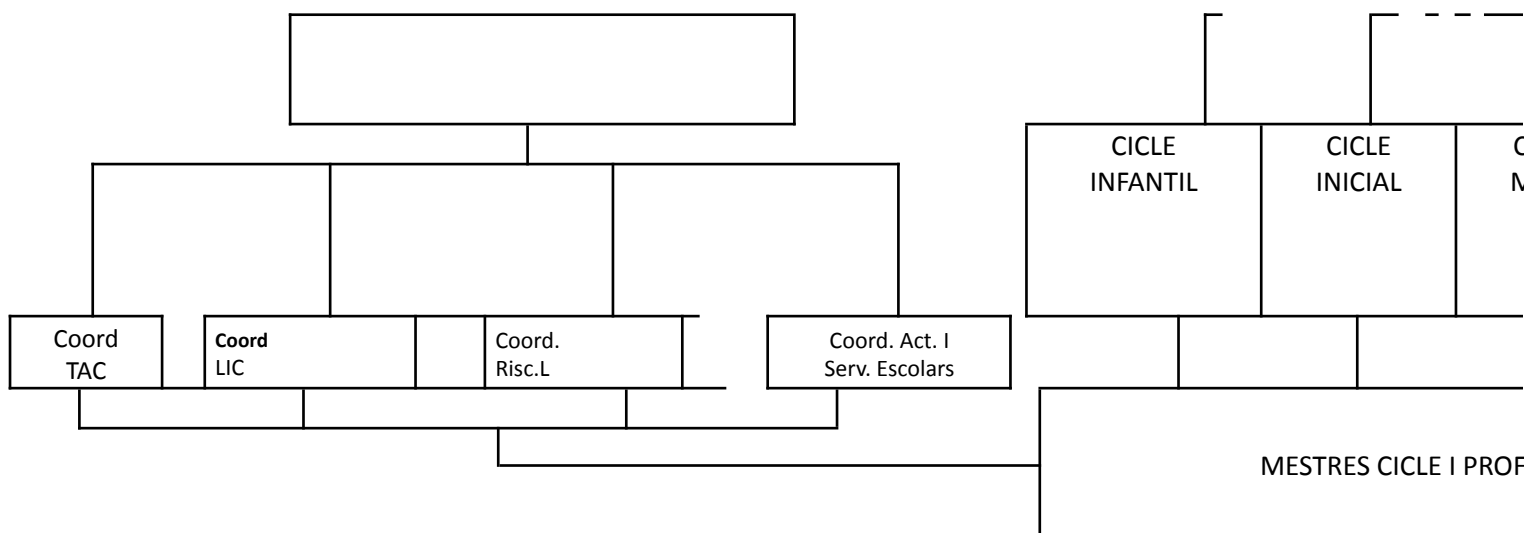 CICLE
INFANTIL
CICLE
INICIAL
Coord
TAC
Coord
LIC
Coord.
Risc.L
Coord. Act. I
Serv. Escolars
MESTRES CICLE I PROF